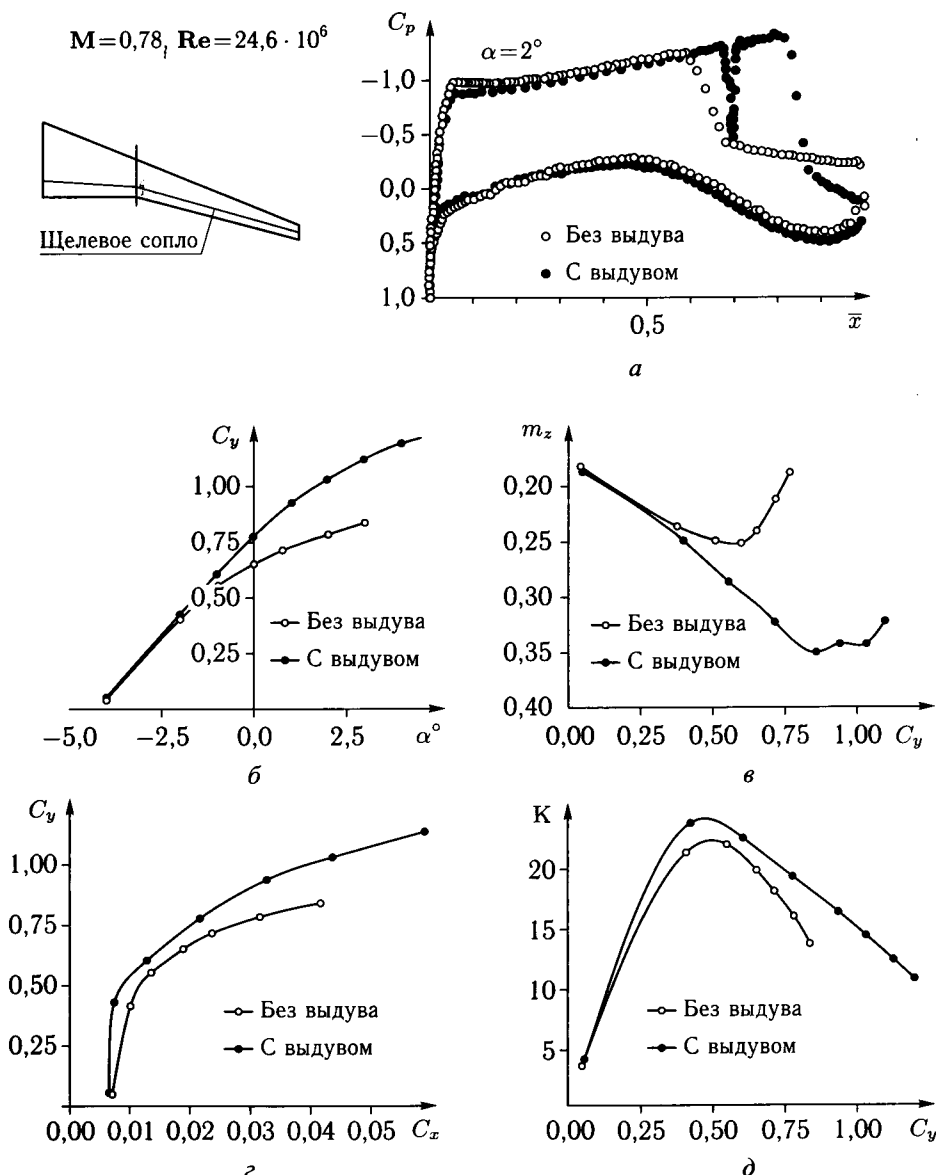 M=0,78, Re=24,6 · 10⁶
Щелевое сопло
C_p
α=2°
−1,0
−0,5
0,0
0,5
1,0
Без выдува
С выдувом
0,5
x̅
а
C_y
1,00
0,75
0,50
0,25
Без выдува
С выдувом
−5,0 −2,5 0,0 2,5 α°
б
m_z
0,20
0,25
0,30
0,35
0,40
Без выдува
С выдувом
0,00 0,25 0,50 0,75 1,00 C_y
в
C_y
1,00
0,75
0,50
0,25
Без выдува
С выдувом
0,00 0,01 0,02 0,03 0,04 0,05 C_x
г
K
20
15
10
5
Без выдува
С выдувом
0,00 0,25 0,50 0,75 1,00 C_y
д